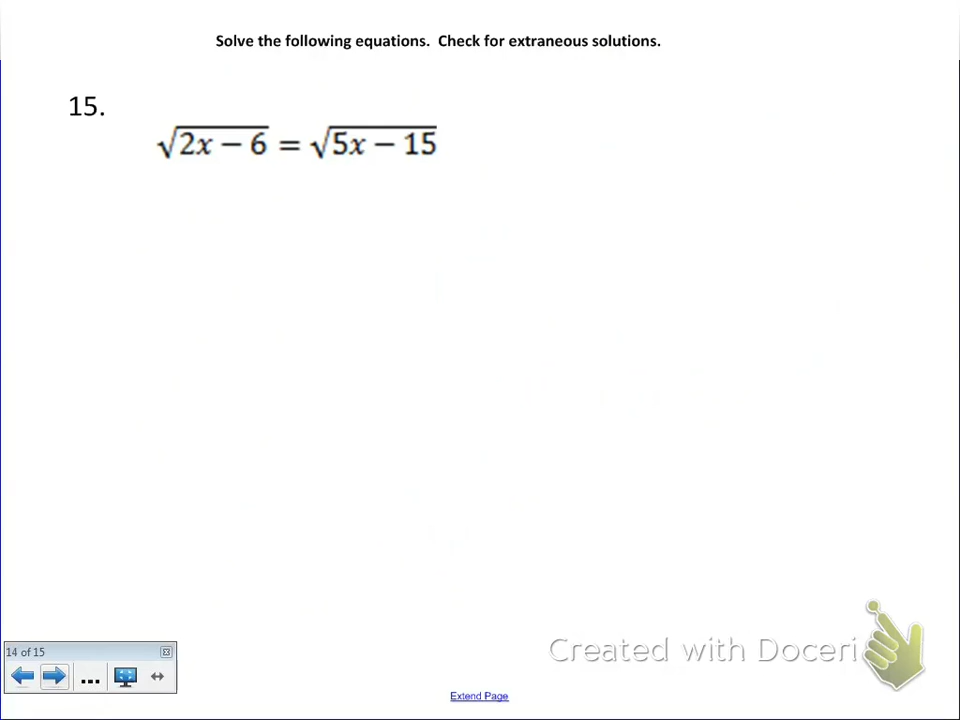 Solve the following equations.  Check for extraneous solutions.
15.
√2x − 6 = √5x − 15
Created with Doceri
14 of 15
...
Extend Page